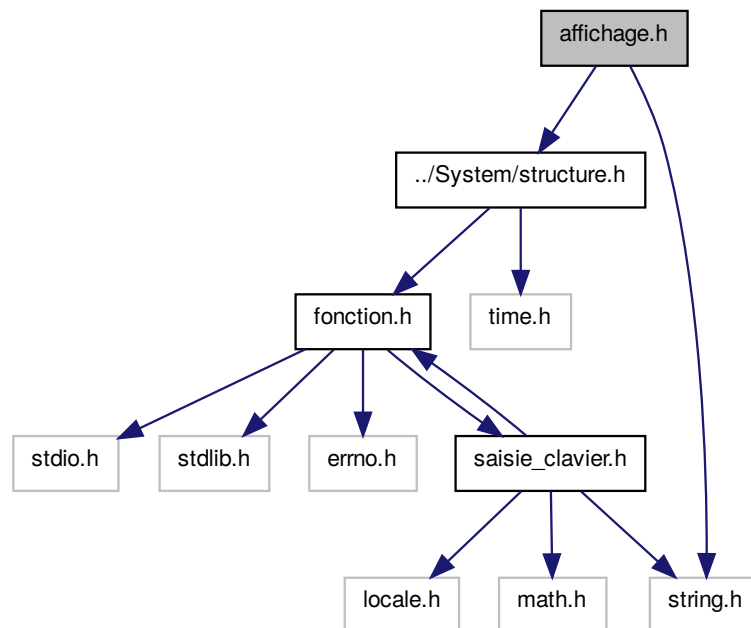 affichage.h
../System/structure.h
fonction.h
time.h
stdio.h
stdlib.h
errno.h
saisie_clavier.h
locale.h
math.h
string.h